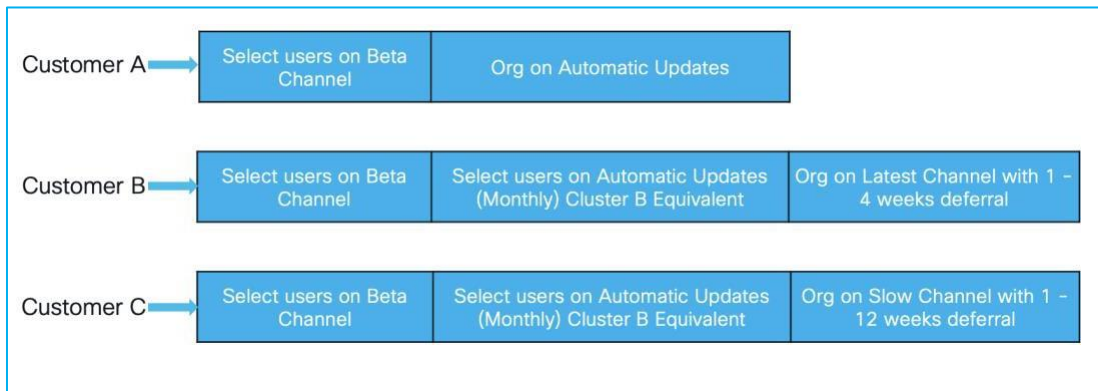 Customer A
Select users on Beta
Channel
Org on Automatic Updates
Customer B
Select users on Beta
Channel
Select users on Automatic Updates
(Monthly) Cluster B Equivalent
Org on Latest Channel with 1 –
4 weeks deferral
Customer C
Select users on Beta
Channel
Select users on Automatic Updates
(Monthly) Cluster B Equivalent
Org on Slow Channel with 1 –
12 weeks deferral